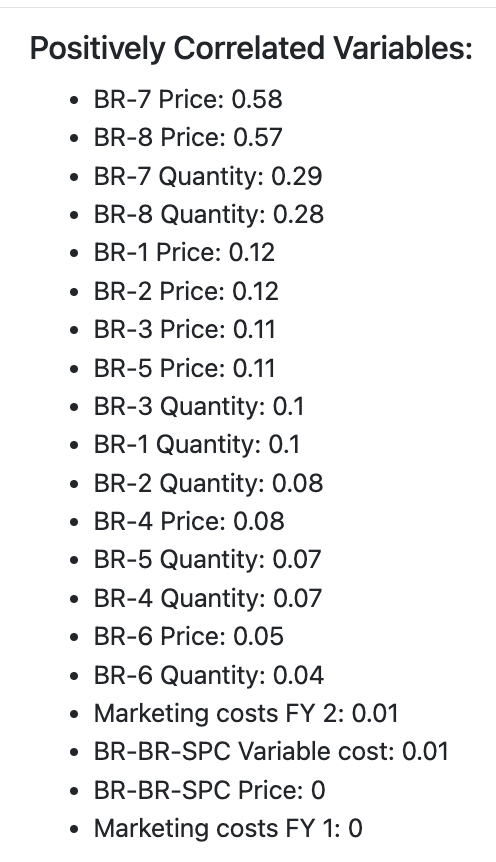 Positively Correlated Variables:
• BR-7 Price: 0.58
• BR-8 Price: 0.57
• BR-7 Quantity: 0.29
• BR-8 Quantity: 0.28
• BR-1 Price: 0.12
• BR-2 Price: 0.12
• BR-3 Price: 0.11
• BR-5 Price: 0.11
• BR-3 Quantity: 0.1
• BR-1 Quantity: 0.1
• BR-2 Quantity: 0.08
• BR-4 Price: 0.08
• BR-5 Quantity: 0.07
• BR-4 Quantity: 0.07
• BR-6 Price: 0.05
• BR-6 Quantity: 0.04
• Marketing costs FY 2: 0.01
• BR-BR-SPC Variable cost: 0.01
• BR-BR-SPC Price: 0
• Marketing costs FY 1: 0